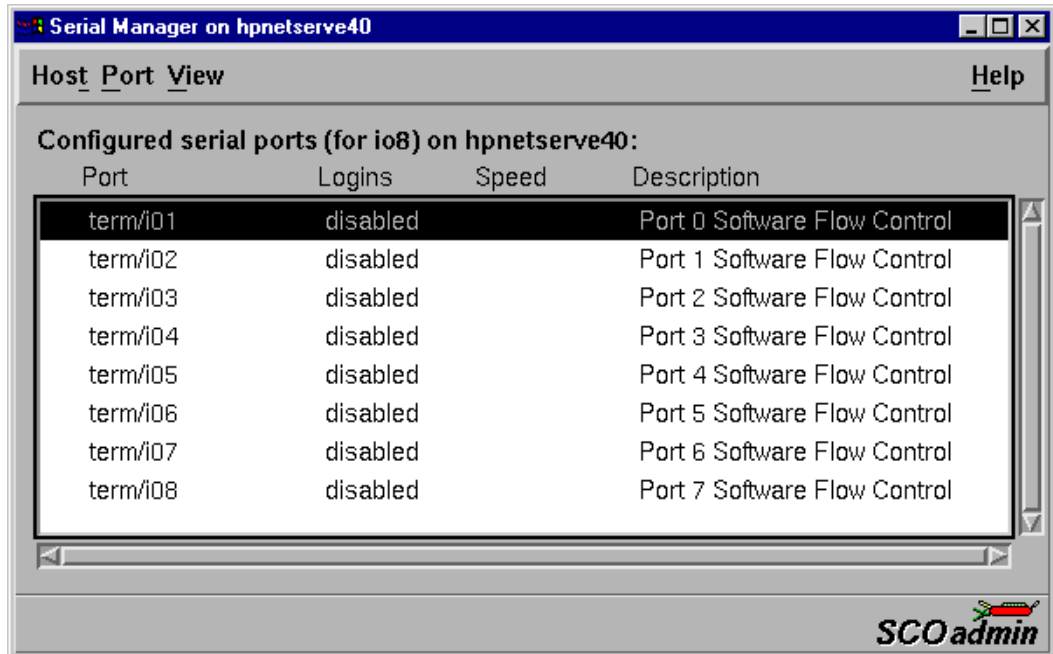 Serial Manager on hpnetserve40
Host Port View Help
Configured serial ports (for io8) on hpnetserve40:
Port Logins Speed Description
term/i01 disabled Port 0 Software Flow Control
term/i02 disabled Port 1 Software Flow Control
term/i03 disabled Port 2 Software Flow Control
term/i04 disabled Port 3 Software Flow Control
term/i05 disabled Port 4 Software Flow Control
term/i06 disabled Port 5 Software Flow Control
term/i07 disabled Port 6 Software Flow Control
term/i08 disabled Port 7 Software Flow Control
SCOadmin